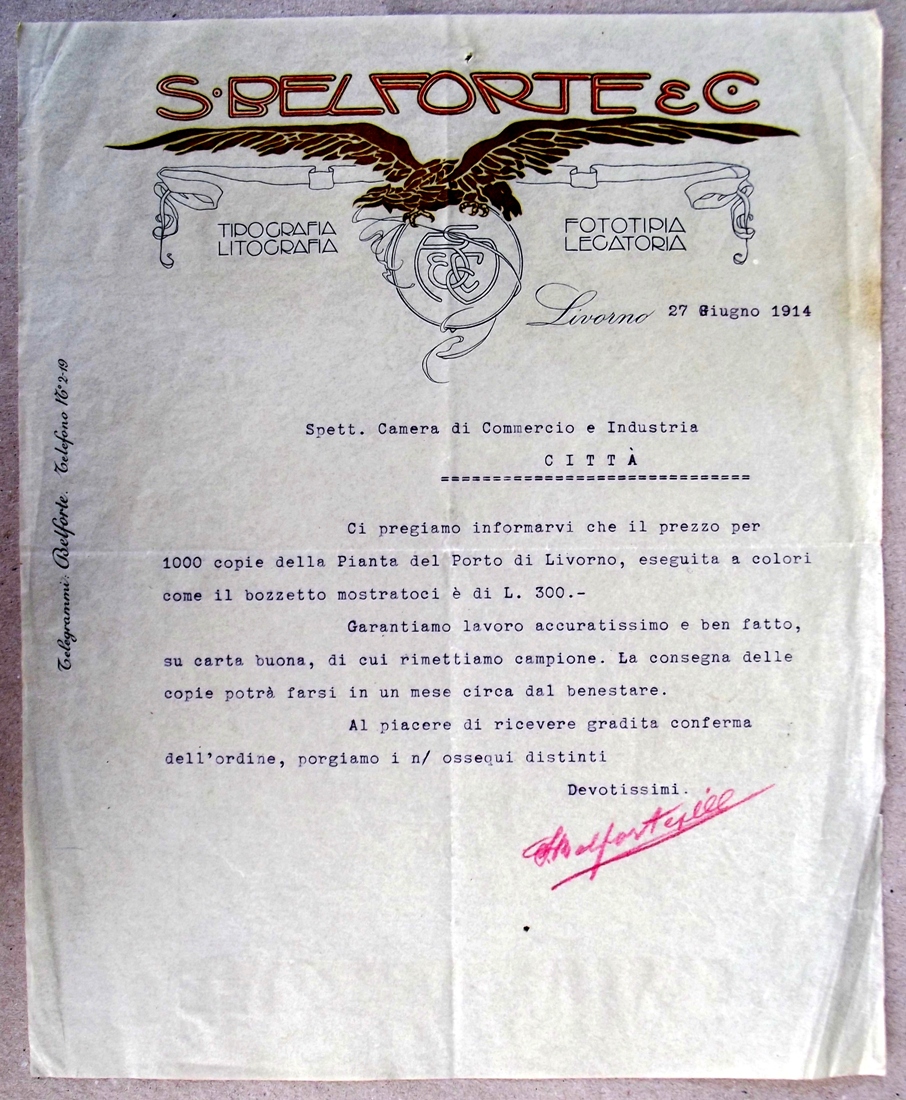 S. BELFORTE & C.
TIPOGRAFIA
LITOGRAFIA
FOTOTIPIA
LEGATORIA
Livorno 27 Giugno 1914
Telegrammi: Belforte. Telefono N.° 2-19
Spett. Camera di Commercio e Industria
C I T T À
==============================
Ci pregiamo informarvi che il prezzo per
1000 copie della Pianta del Porto di Livorno, eseguita a colori
come il bozzetto mostratoci è di L. 300.-
Garantiamo lavoro accuratissimo e ben fatto,
su carta buona, di cui rimettiamo campione. La consegna delle
copie potrà farsi in un mese circa dal benestare.
Al piacere di ricevere gradita conferma
dell'ordine, porgiamo i n/ ossequi distinti
Devotissimi.
S. Belforte